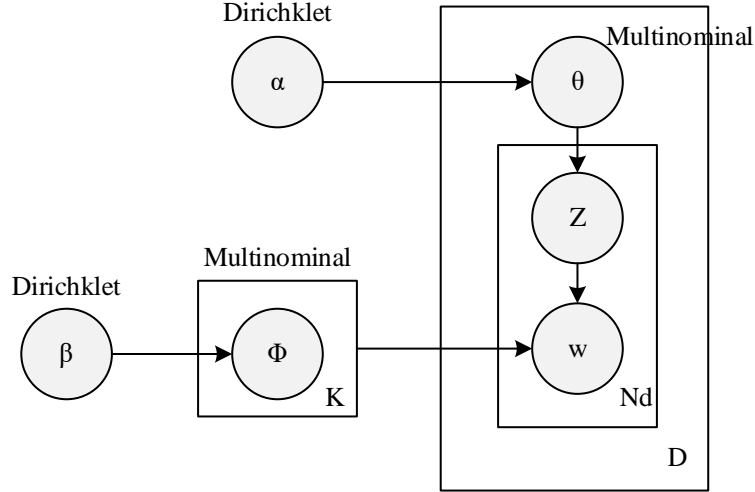 Dirichklet
Multinominal
α
θ
Z
Multinominal
Dirichklet
β
Φ
w
K
Nd
D